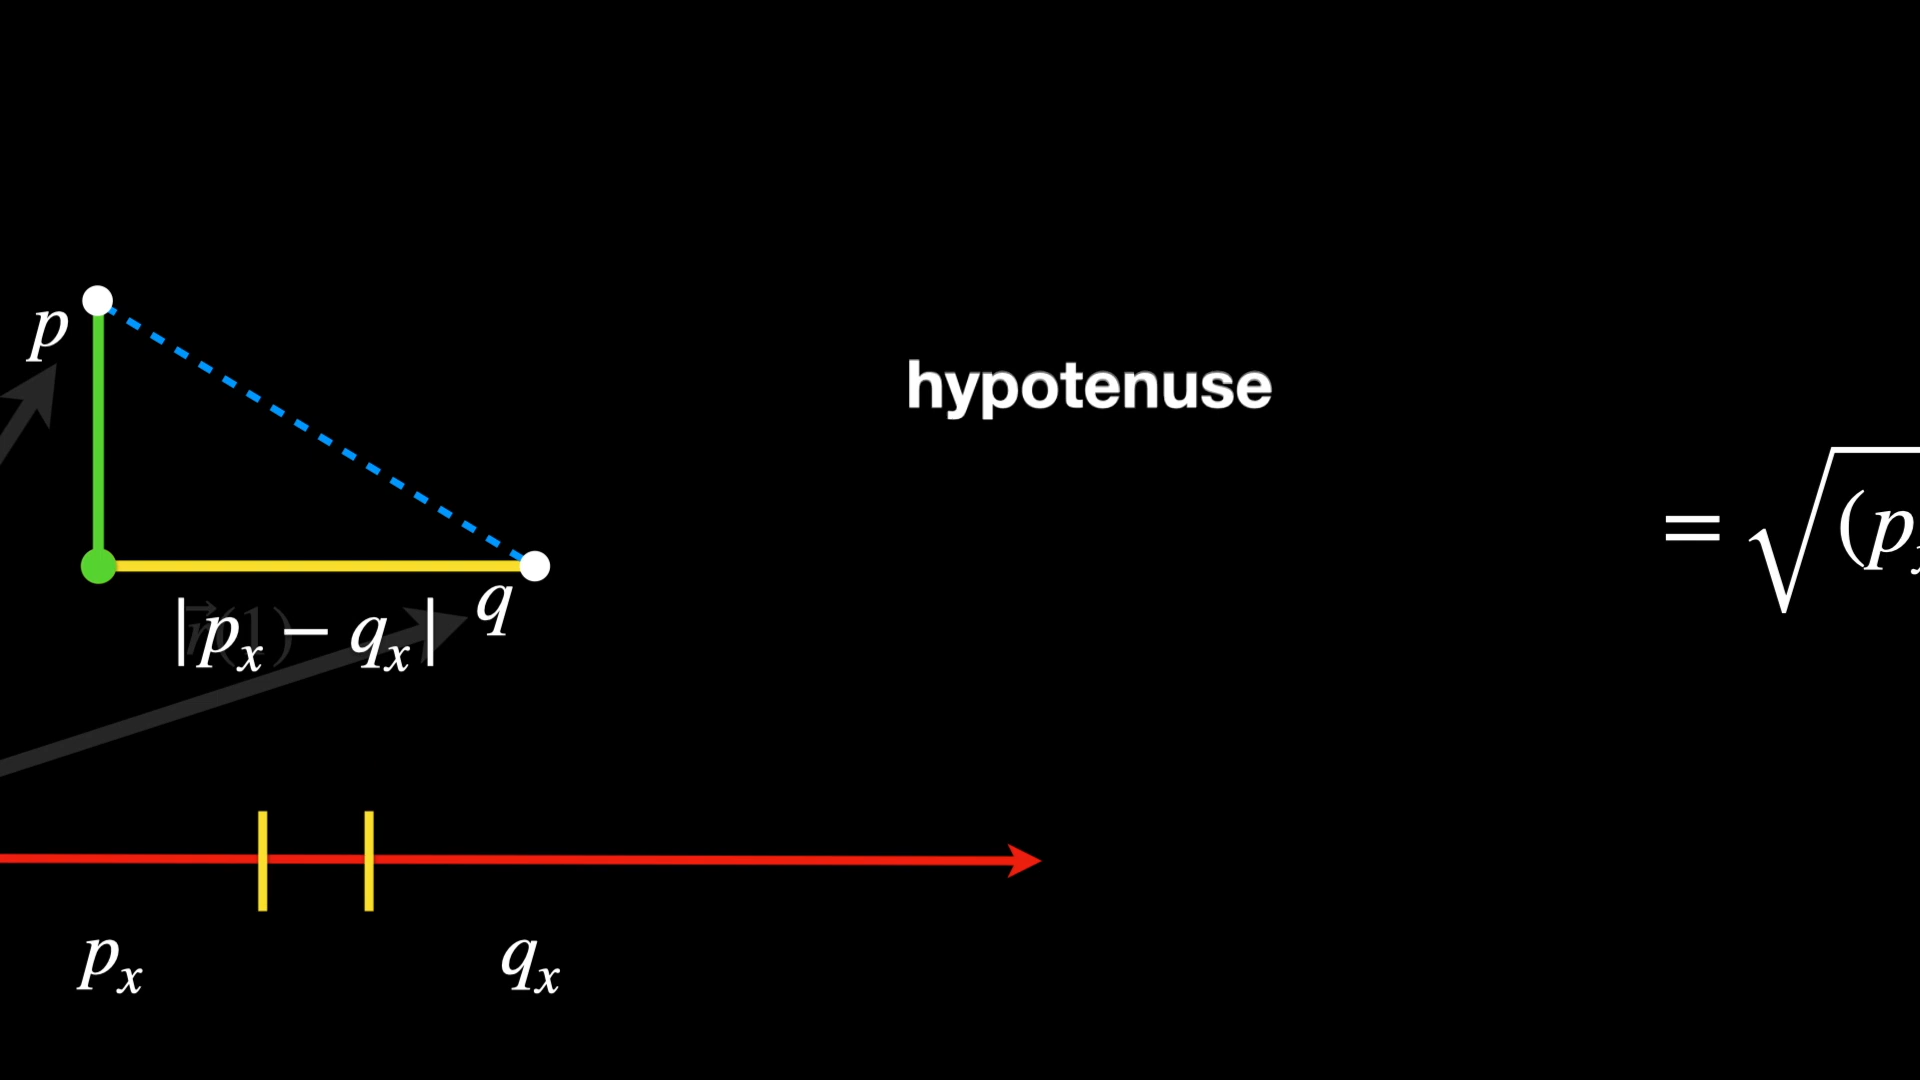 p
hypotenuse
= √(p
q
|pₓ − qₓ|
pₓ qₓ